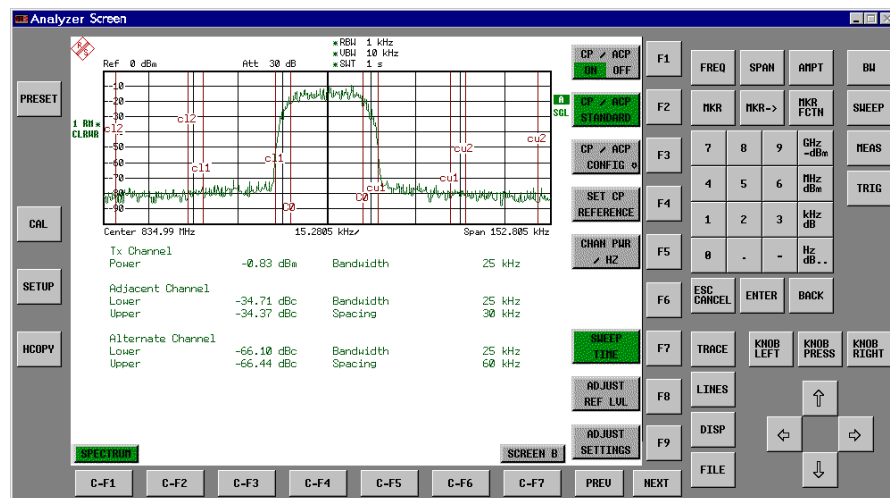 Analyzer Screen
R S
Ref 0 dBm
Att 30 dB
*RBW 1 kHz
*VBW 10 kHz
*SWT 1 s
-10
-20
-30
-40
-50
-60
-70
-80
-90
1 RM *
CLRWR
A
SGL
cl2
cl2
cl1
cl1
C0
C0
cu1
cu1
cu2
cu2
Center 834.99 MHz
15.2805 kHz/
Span 152.805 kHz
Tx Channel
Power -0.83 dBm Bandwidth 25 kHz
Adjacent Channel
Lower -34.71 dBc Bandwidth 25 kHz
Upper -34.37 dBc Spacing 30 kHz
Alternate Channel
Lower -66.10 dBc Bandwidth 25 kHz
Upper -66.44 dBc Spacing 60 kHz
SPECTRUM
SCREEN B
CP / ACP
ON OFF
CP / ACP
STANDARD
CP / ACP
CONFIG
SET CP
REFERENCE
CHAN PWR
/ HZ
SWEEP
TIME
ADJUST
REF LVL
ADJUST
SETTINGS
F1
F2
F3
F4
F5
F6
F7
F8
F9
PRESET
CAL
SETUP
HCOPY
C-F1
C-F2
C-F3
C-F4
C-F5
C-F6
C-F7
PREV
NEXT
FREQ
SPAN
AMPT
BW
MKR
MKR->
MKR
FCTN
SWEEP
7
8
9
GHz
-dBm
MEAS
4
5
6
MHz
dBm
TRIG
1
2
3
kHz
dB
0
.
-
Hz
dB..
ESC
CANCEL
ENTER
BACK
TRACE
KNOB
LEFT
KNOB
PRESS
KNOB
RIGHT
LINES
DISP
FILE